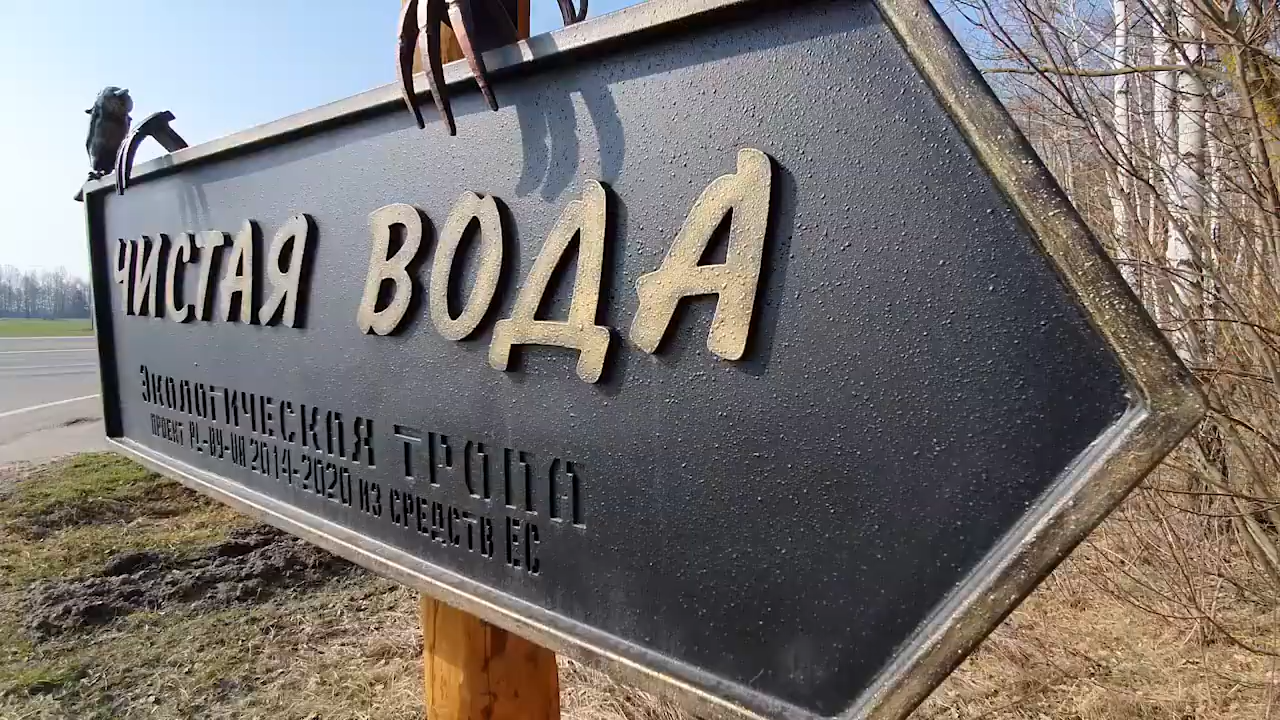 ЧИСТАЯ ВОДА
ЭКОЛОГИЧЕСКАЯ ТРОПА
ПРОЕКТ PL-BY-UA 2014-2020 ИЗ СРЕДСТВ ЕС